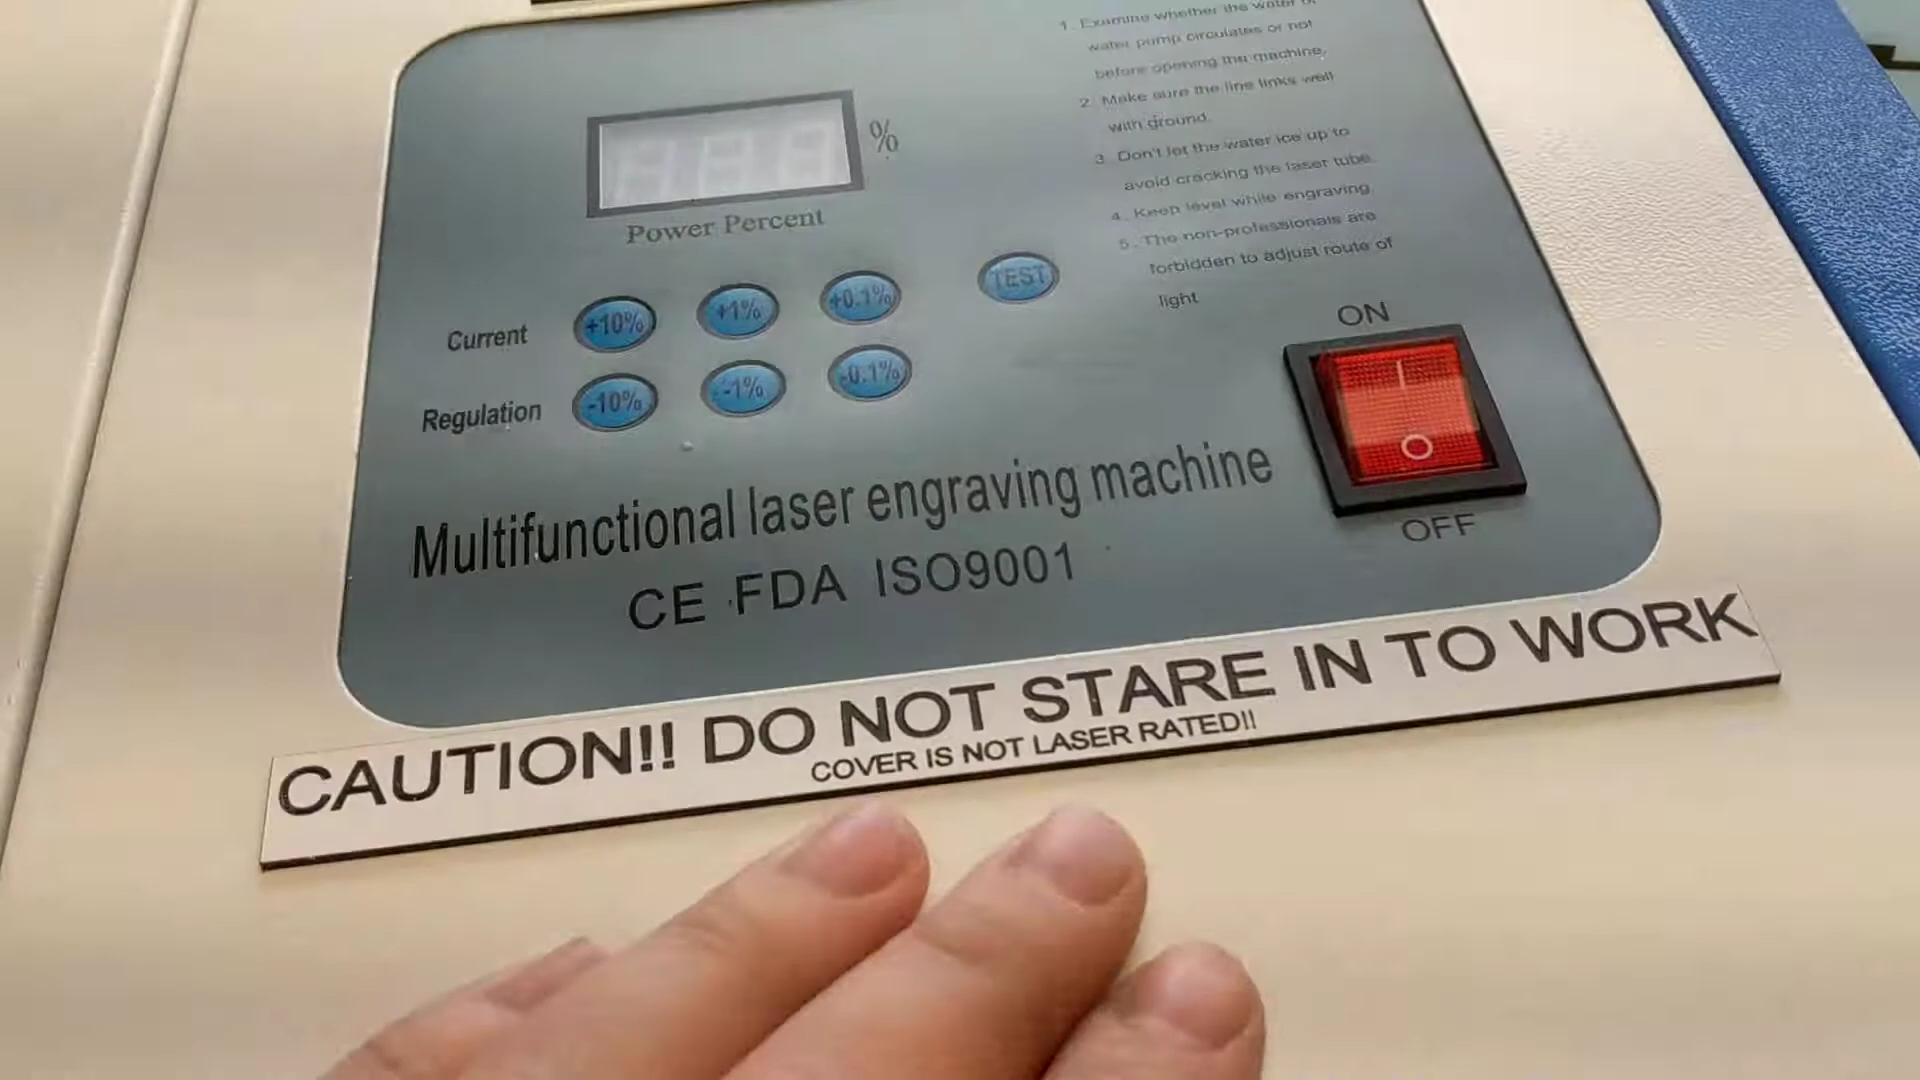 1. Examine whether the water of
water pump circulates or not
before opening the machine.
2. Make sure the line links well
with ground.
3. Don't let the water ice up to
avoid cracking the laser tube.
4. Keep level while engraving
5. The non-professionals are
forbidden to adjust route of
light
%
Power Percent
Current
+10% +1% +0.1% TEST
Regulation
-10% -1% -0.1%
ON
OFF
Multifunctional laser engraving machine
CE FDA ISO9001
CAUTION!! DO NOT STARE IN TO WORK
COVER IS NOT LASER RATED!!